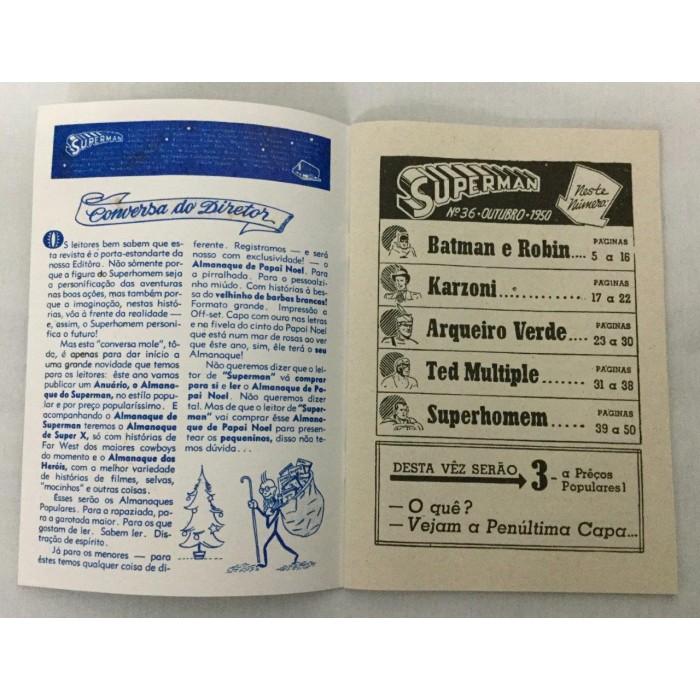 SUPERMAN
Conversa do Diretor
OS leitores bem sabem que es-
ta revista é o porta-estandarte da
nossa Editôra. Não sòmente por-
que a figura do Superhomem seja
a personificação das aventuras
nas boas ações, mas também por-
que a imaginação, nestas histó-
rias, vôa à frente da realidade —
e, assim, o Superhomem personi-
fica o futuro!
Mas esta "conversa mole", tô-
da, é apenas para dar início a
uma grande novidade que temos
para os leitores: êste ano vamos
publicar um Anuário, o Almana-
que do Superman, no estilo popu-
lar e por preço popularíssimo. E
acompanhando o Almanaque de
Superman teremos o Almanaque
de Super X, só com histórias de
Far West dos maiores cowboys
do momento e o Almanaque dos
Heróis, com a melhor variedade
de histórias de filmes, selvas,
"mocinhos" e outras coisas.
Êsses serão os Almanaques
Populares. Para a rapaziada, pa-
ra a garotada maior. Para os que
gostam de ler. Sabem ler. Dis-
tração de espírito.
Já para os menores — para
êstes temos qualquer coisa de di-
ferente. Registramos — e será
nosso com exclusividade! — o
Almanaque de Papai Noel. Para
a pirralhada. Para o pessoalzi-
nho miúdo. Com histórias à bes-
sa do velhinho de barbas brancas!
Formato grande. Impressão a
Off-set. Capa com ouro nas letras
e na fivela do cinto do Papai Noel
que está num mar de rosas ao ver
que êste ano, sim, êle terá o seu
Almanaque!
Não queremos dizer que o lei-
tor de "Superman" vá comprar
para si e ler o Almanaque de Pa-
pai Noel. Não queremos dizer
tal. Mas de que o leitor de "Super-
man" vai comprar êsse Almana-
que de Papai Noel para presen-
tear os pequeninos, disso não te-
mos dúvida...
SUPERMAN
Nº 36 - OUTUBRO - 1950
Neste
Número:
Batman e Robin.... PAGINAS 5 a 16
Karzoni ............. PAGINAS 17 a 22
Arqueiro Verde.... PAGINAS 23 a 30
Ted Multiple........ PAGINAS 31 a 38
Superhomem..... PAGINAS 39 a 50
DESTA VÊZ SERÃO 3 - a Prêços
Populares!
— O quê?
— Vejam a Penúltima Capa...